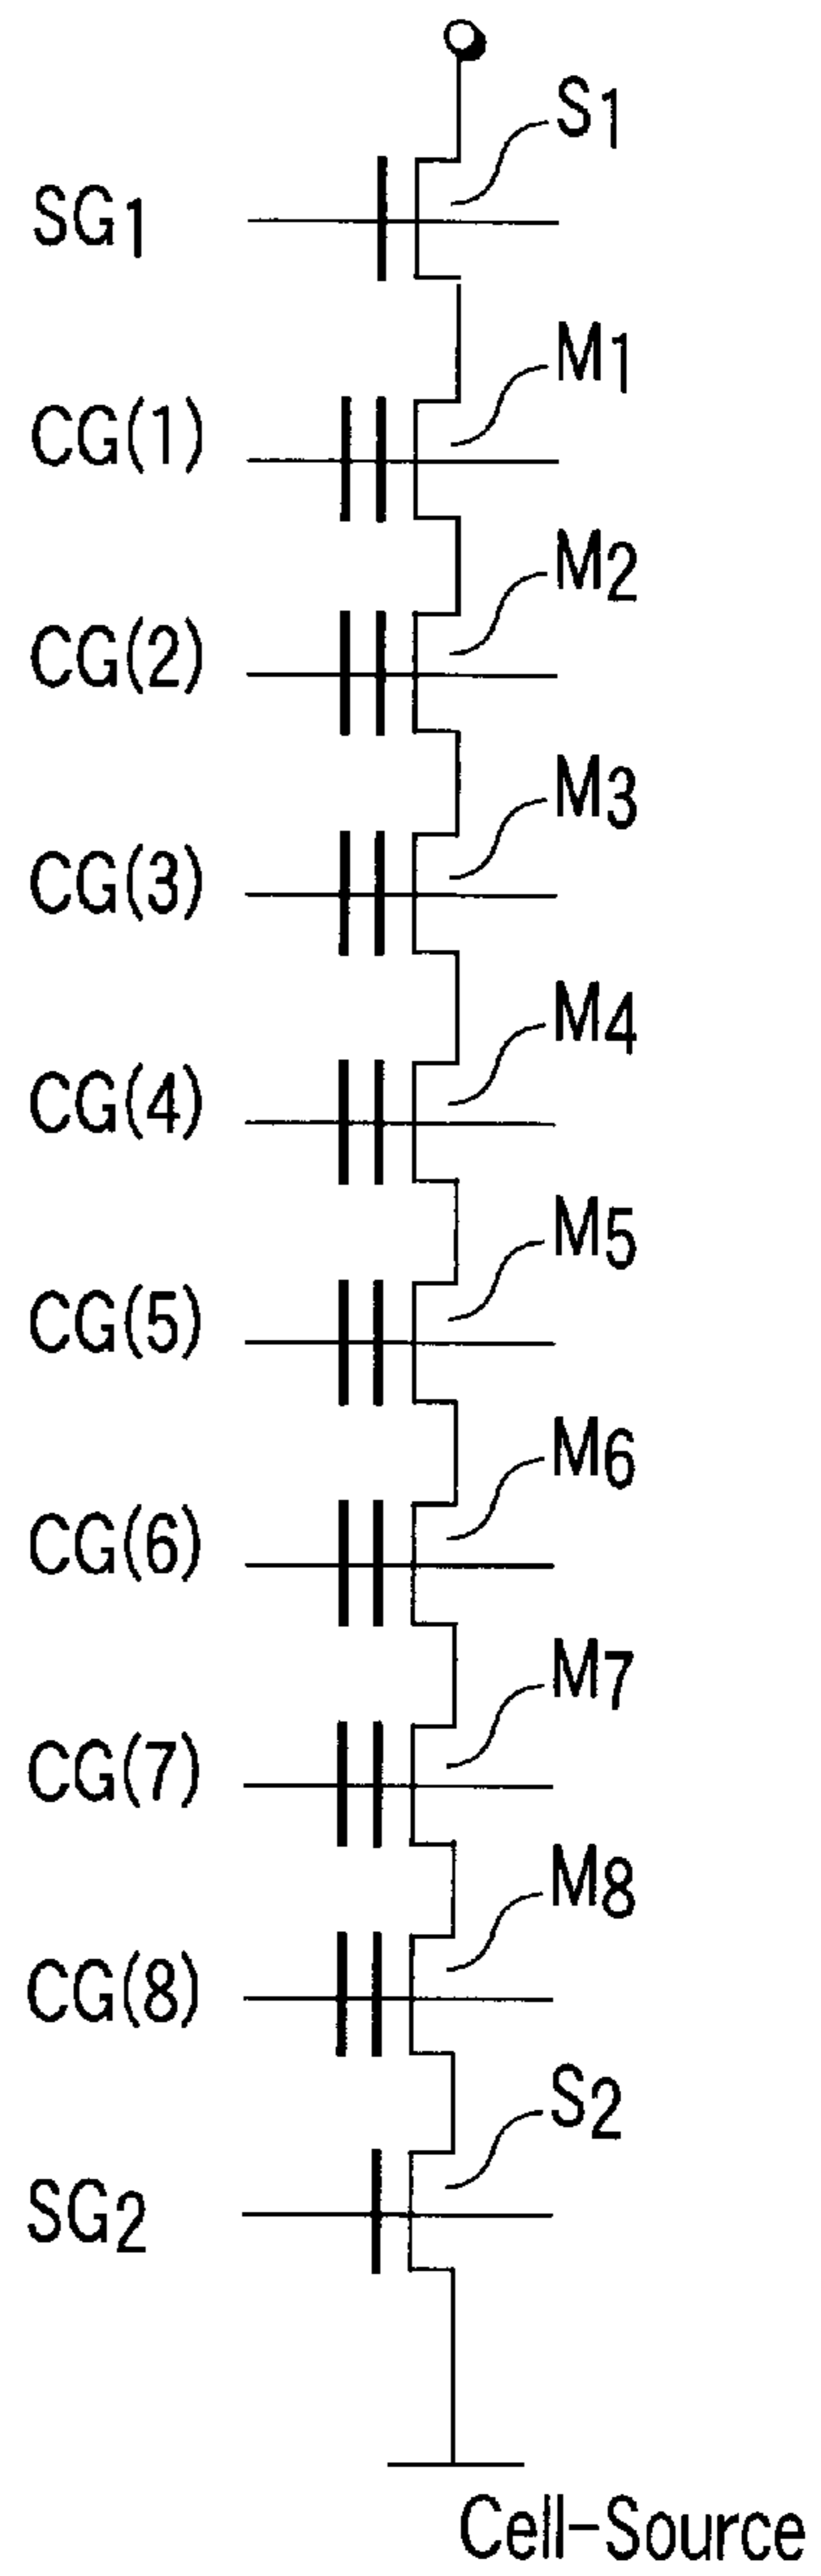 S1
SG1
M1
CG(1)
M2
CG(2)
M3
CG(3)
M4
CG(4)
M5
CG(5)
M6
CG(6)
M7
CG(7)
M8
CG(8)
S2
SG2
Cell-Source